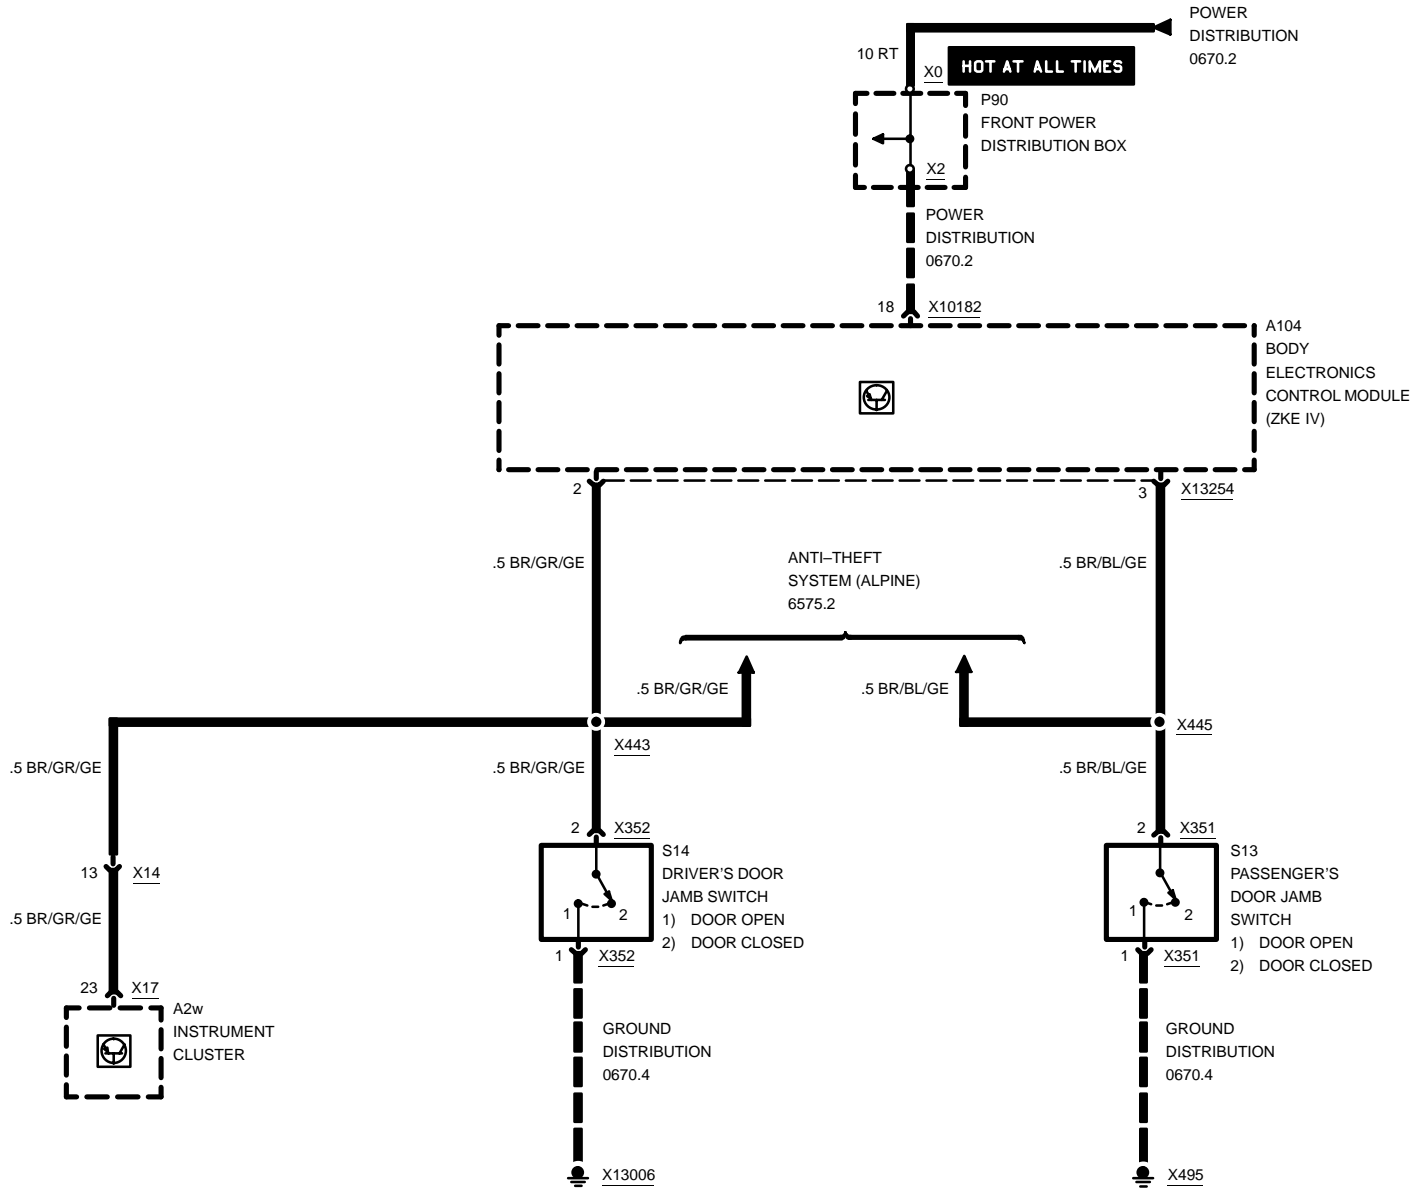 POWER
DISTRIBUTION
0670.2
10 RT
X0
HOT AT ALL TIMES
P90
FRONT POWER
DISTRIBUTION BOX
X2
POWER
DISTRIBUTION
0670.2
18
X10182
A104
BODY
ELECTRONICS
CONTROL MODULE
(ZKE IV)
2
3
X13254
.5 BR/GR/GE
ANTI–THEFT
SYSTEM (ALPINE)
6575.2
.5 BR/BL/GE
.5 BR/GR/GE
.5 BR/BL/GE
X443
X445
.5 BR/GR/GE
.5 BR/GR/GE
.5 BR/BL/GE
2
X352
2
X351
S14
DRIVER'S DOOR
JAMB SWITCH
1) DOOR OPEN
2) DOOR CLOSED
1
2
S13
PASSENGER'S
DOOR JAMB
SWITCH
1) DOOR OPEN
2) DOOR CLOSED
1
2
13
X14
.5 BR/GR/GE
1
X352
1
X351
23
X17
A2w
INSTRUMENT
CLUSTER
GROUND
DISTRIBUTION
0670.4
GROUND
DISTRIBUTION
0670.4
X13006
X495